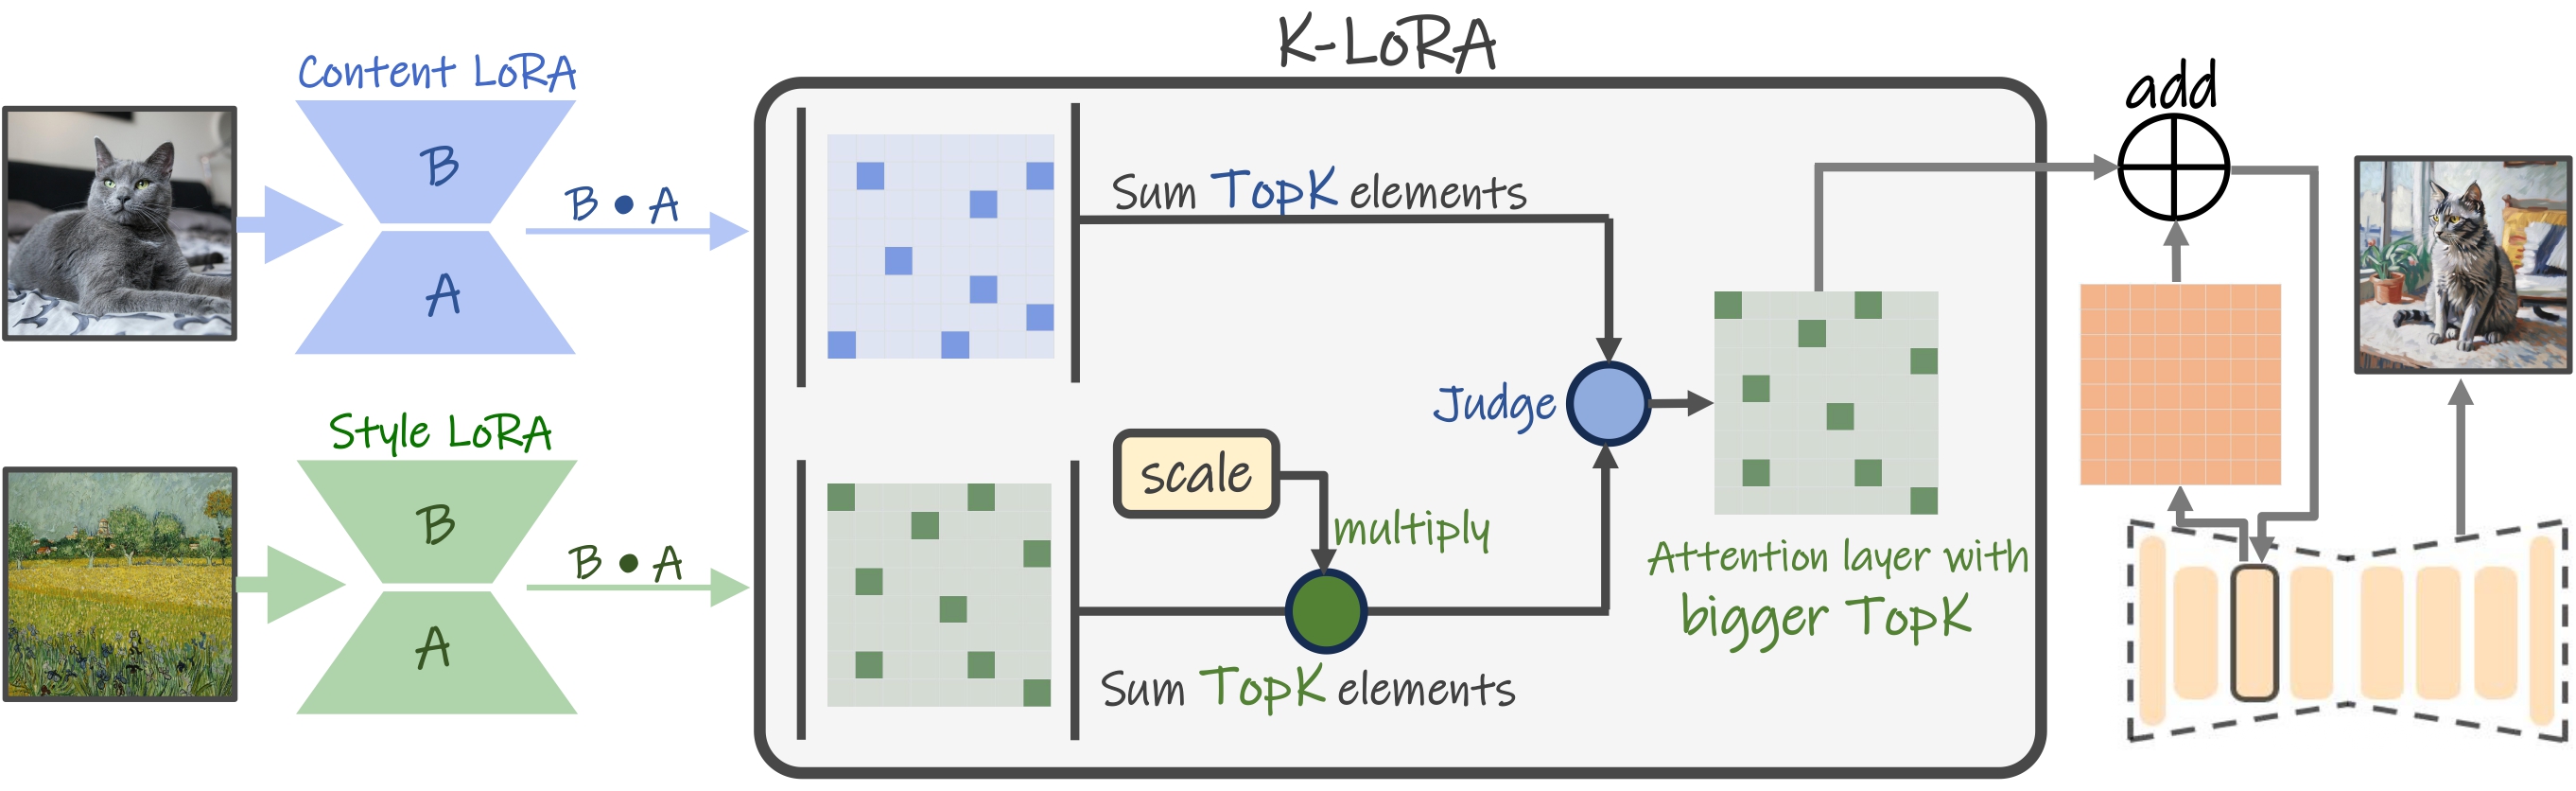 K-LoRA
Content LoRA
B
A
B • A
Style LoRA
B
A
B • A
Sum TopK elements
scale
multiply
Sum TopK elements
Judge
Attention layer with
bigger TopK
add